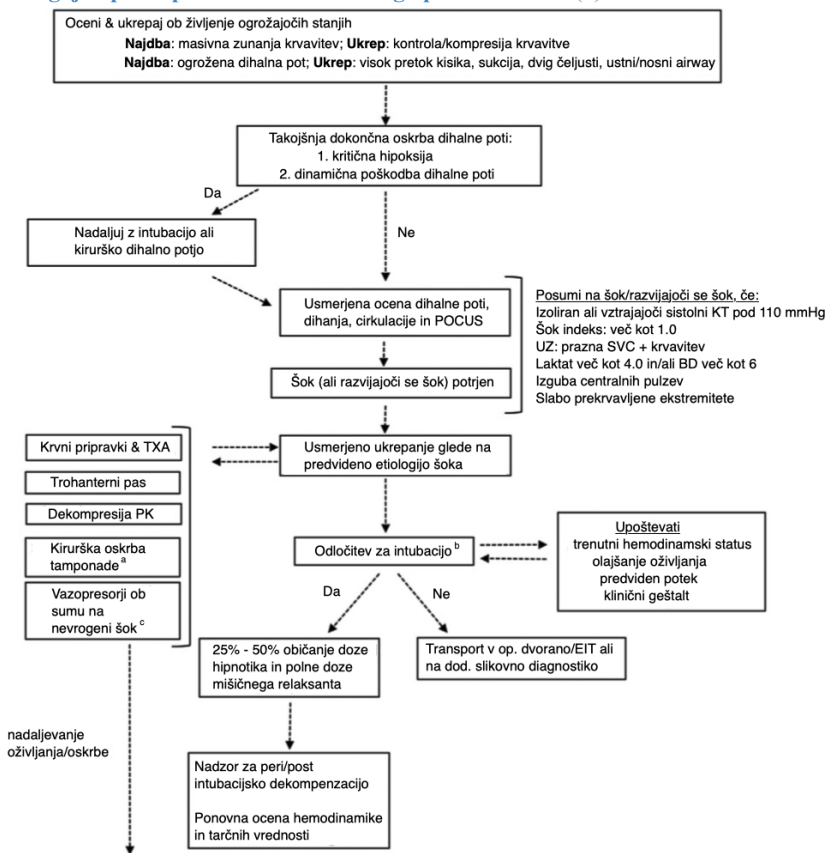 Oceni & ukrepaj ob življenje ogrožajočih stanjih
Najdba: masivna zunanja krvavitev; Ukrep: kontrola/kompresija krvavitve
Najdba: ogrožena dihalna pot; Ukrep: visok pretok kisika, sukcija, dvig čeljusti, ustni/nosni airway
Takojšnja dokončna oskrba dihalne poti:
1. kritična hipoksija
2. dinamična poškodba dihalne poti
Da
Ne
Nadaljuj z intubacijo ali
kirurško dihalno potjo
Usmerjena ocena dihalne poti,
dihanja, cirkulacije in POCUS
Posumi na šok/razvijajoči se šok, če:
Izoliran ali vztrajajoči sistolni KT pod 110 mmHg
Šok indeks: več kot 1.0
UZ: prazna SVC + krvavitev
Laktat več kot 4.0 in/ali BD več kot 6
Izguba centralnih pulzev
Slabo prekrvavljene ekstremitete
Šok (ali razvijajoči se šok) potrjen
Krvni pripravki & TXA
Trohanterni pas
Dekompresija PK
Kirurška oskrba
tamponade a
Vazopresorji ob
sumu na
nevrogeni šok c
Usmerjeno ukrepanje glede na
predvideno etiologijo šoka
Odločitev za intubacijo b
Upoštevati
trenutni hemodinamski status
olajšanje oživljanja
predviden potek
klinični geštalt
Da
Ne
25% - 50% običanje doze
hipnotika in polne doze
mišičnega relaksanta
Transport v op. dvorano/EIT ali
na dod. slikovno diagnostiko
nadaljevanje
oživljanja/oskrbe
Nadzor za peri/post
intubacijsko dekompenzacijo
Ponovna ocena hemodinamike
in tarčnih vrednosti